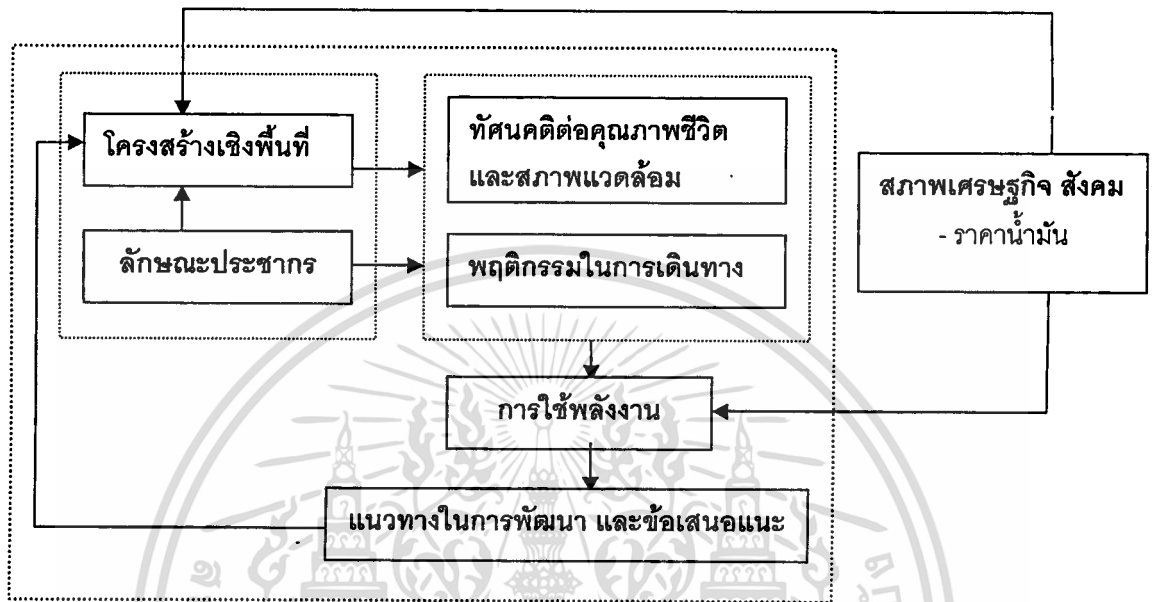 โครงสร้างเชิงพื้นที่
ลักษณะประชากร
ทัศนคติต่อคุณภาพชีวิต
และสภาพแวดล้อม
พฤติกรรมในการเดินทาง
สภาพเศรษฐกิจ สังคม
- ราคาน้ำมัน
การใช้พลังงาน
แนวทางในการพัฒนา และข้อเสนอแนะ